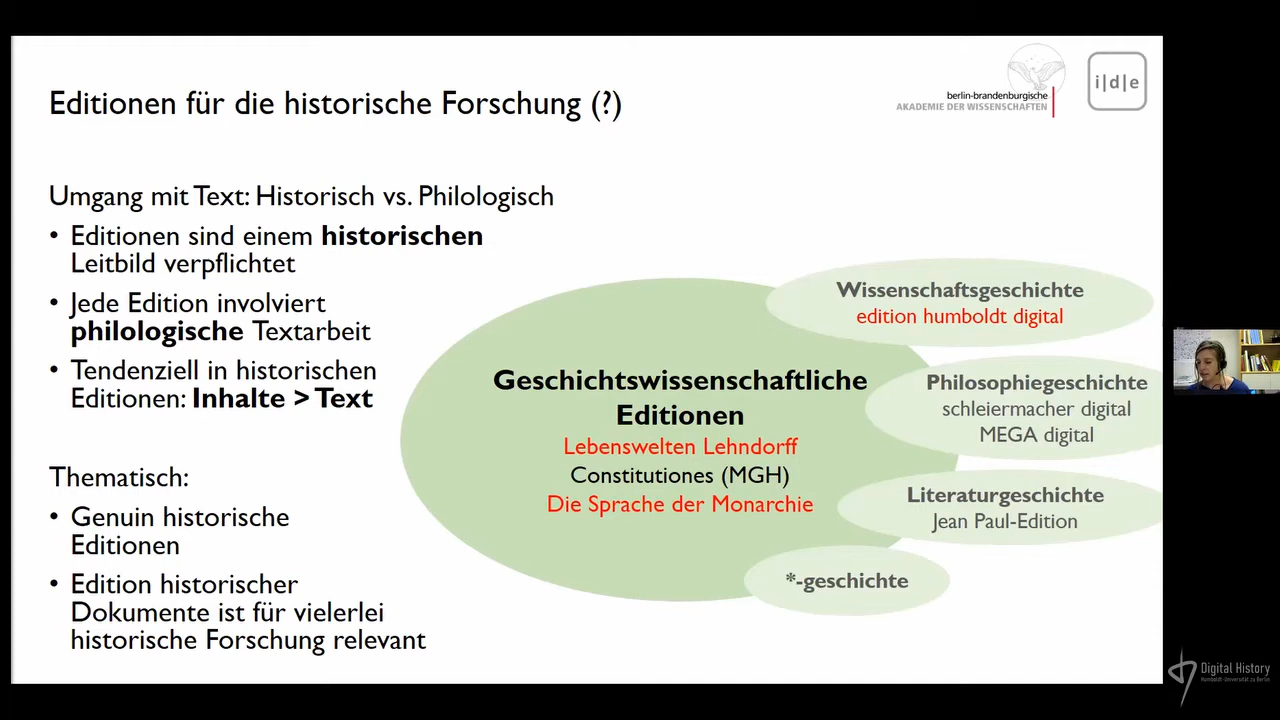 Editionen für die historische Forschung (?)
berlin-brandenburgische
AKADEMIE DER WISSENSCHAFTEN
i|d|e
Umgang mit Text: Historisch vs. Philologisch
• Editionen sind einem historischen
Leitbild verpflichtet
• Jede Edition involviert
philologische Textarbeit
• Tendenziell in historischen
Editionen: Inhalte > Text
Thematisch:
• Genuin historische
Editionen
• Edition historischer
Dokumente ist für vielerlei
historische Forschung relevant
Geschichtswissenschaftliche
Editionen
Lebenswelten Lehndorff
Constitutiones (MGH)
Die Sprache der Monarchie
Wissenschaftsgeschichte
edition humboldt digital
Philosophiegeschichte
schleiermacher digital
MEGA digital
Literaturgeschichte
Jean Paul-Edition
*-geschichte
Digital History
Humboldt-Universität zu Berlin